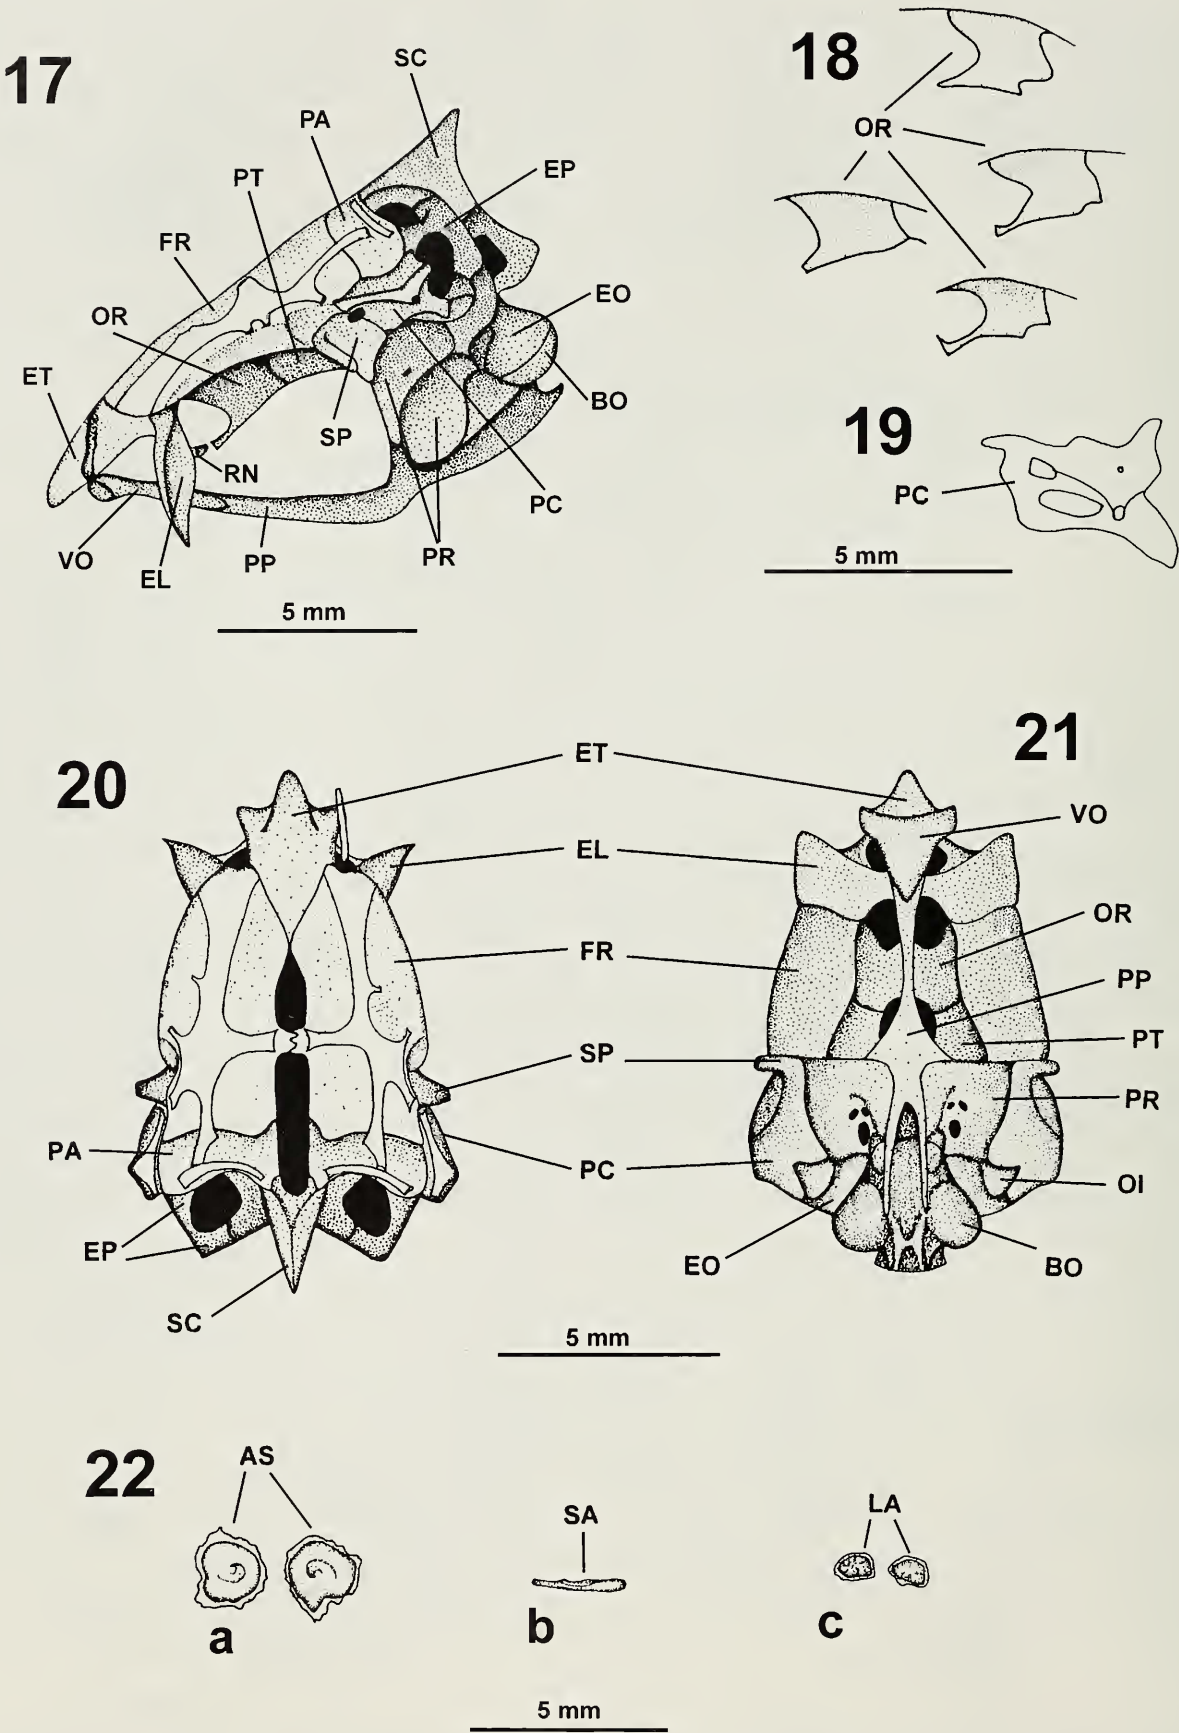 17
SC
PA
PT
EP
FR
OR
EO
ET
BO
SP
RN
PC
VO
EL
PP
PR
5 mm
18
OR
19
PC
5 mm
20
21
ET
VO
EL
OR
FR
PP
SP
PT
PR
PA
PC
OI
EP
EO
BO
SC
5 mm
22
AS
SA
LA
a
b
c
5 mm